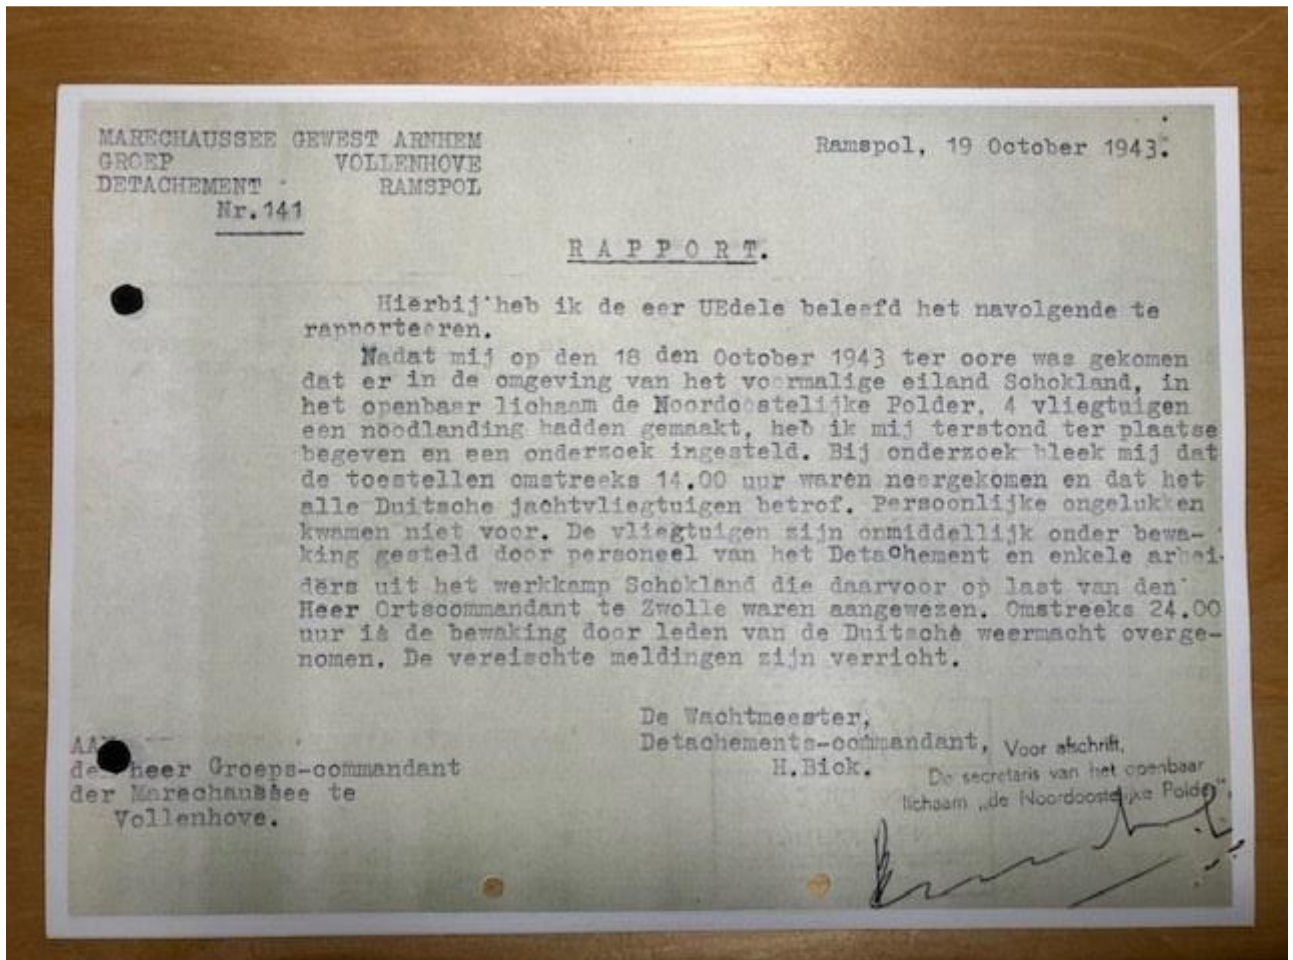 MARECHAUSSEE GEWEST ARNHEM
GROEP VOLLENHOVE
DETACHEMENT RAMSPOL
Nr.141
Ramspol, 19 October 1943.
RAPPORT.
Hierbij heb ik de eer UEdele beleefd het navolgende te
rapporteeren.
Nadat mij op den 18 den October 1943 ter oore was gekomen
dat er in de omgeving van het voormalige eiland Schokland, in
het openbaar lichaam de Noordoostelijke Polder, 4 vliegtuigen
een noodlanding hadden gemaakt, heb ik mij terstond ter plaatse
begeven en een onderzoek ingesteld. Bij onderzoek bleek mij dat
de toestellen omstreeks 14.00 uur waren neergekomen en dat het
alle Duitsche jachtvliegtuigen betrof. Persoonlijke ongelukken
kwamen niet voor. De vliegtuigen zijn onmiddellijk onder bewa-
king gesteld door personeel van het Detachement en enkele arbei-
ders uit het werkkamp Schokland die daarvoor op last van den
Heer Ortscommandant te Zwolle waren aangewezen. Omstreeks 24.00
uur is de bewaking door leden van de Duitsche weermacht overge-
nomen. De vereischte meldingen zijn verricht.
De Wachtmeester,
Detachements-commandant,
H.Bick.
Voor afschrift,
De secretaris van het openbaar
lichaam „de Noordoostelijke Polder",
AAN
den heer Groeps-commandant
der Marechaussee te
Vollenhove.